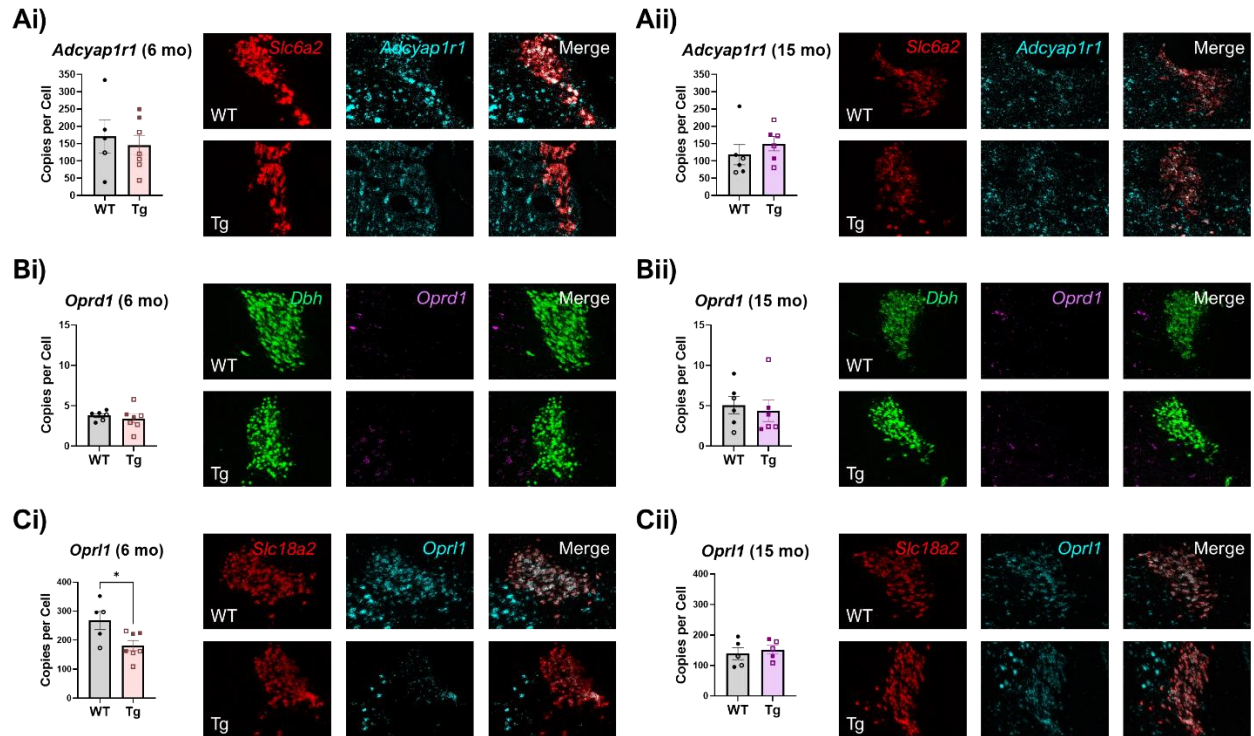 Ai)
Adcyap1r1 (6 mo)
Copies per Cell
350
300
250
200
150
100
50
0
WT
Tg
Slc6a2
WT
Adcyap1r1
Merge
Tg
Aii)
Adcyap1r1 (15 mo)
Copies per Cell
350
300
250
200
150
100
50
0
WT
Tg
Slc6a2
WT
Adcyap1r1
Merge
Tg
Bi)
Oprd1 (6 mo)
Copies per Cell
15
10
5
0
WT
Tg
Dbh
WT
Oprd1
Merge
Tg
Bii)
Oprd1 (15 mo)
Copies per Cell
15
10
5
0
WT
Tg
Dbh
WT
Oprd1
Merge
Tg
Ci)
Oprl1 (6 mo)
Copies per Cell
400
300
200
100
0
*
WT
Tg
Slc18a2
WT
Oprl1
Merge
Tg
Cii)
Oprl1 (15 mo)
Copies per Cell
400
300
200
100
0
WT
Tg
Slc18a2
WT
Oprl1
Merge
Tg